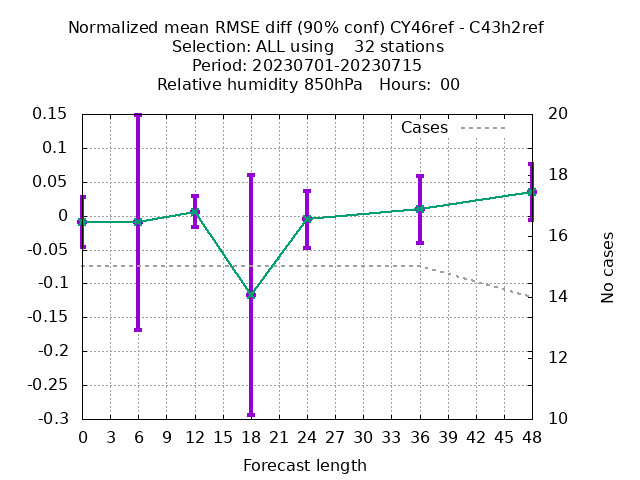 Normalized mean RMSE diff (90% conf) CY46ref - C43h2ref
Selection: ALL using    32 stations
Period: 20230701-20230715
Relative humidity 850hPa   Hours:  00
Cases
0.15
0.1
0.05
0
-0.05
-0.1
-0.15
-0.2
-0.25
-0.3
20
18
16
14
12
10
No cases
0 3 6 9 12 15 18 21 24 27 30 33 36 39 42 45 48
Forecast length